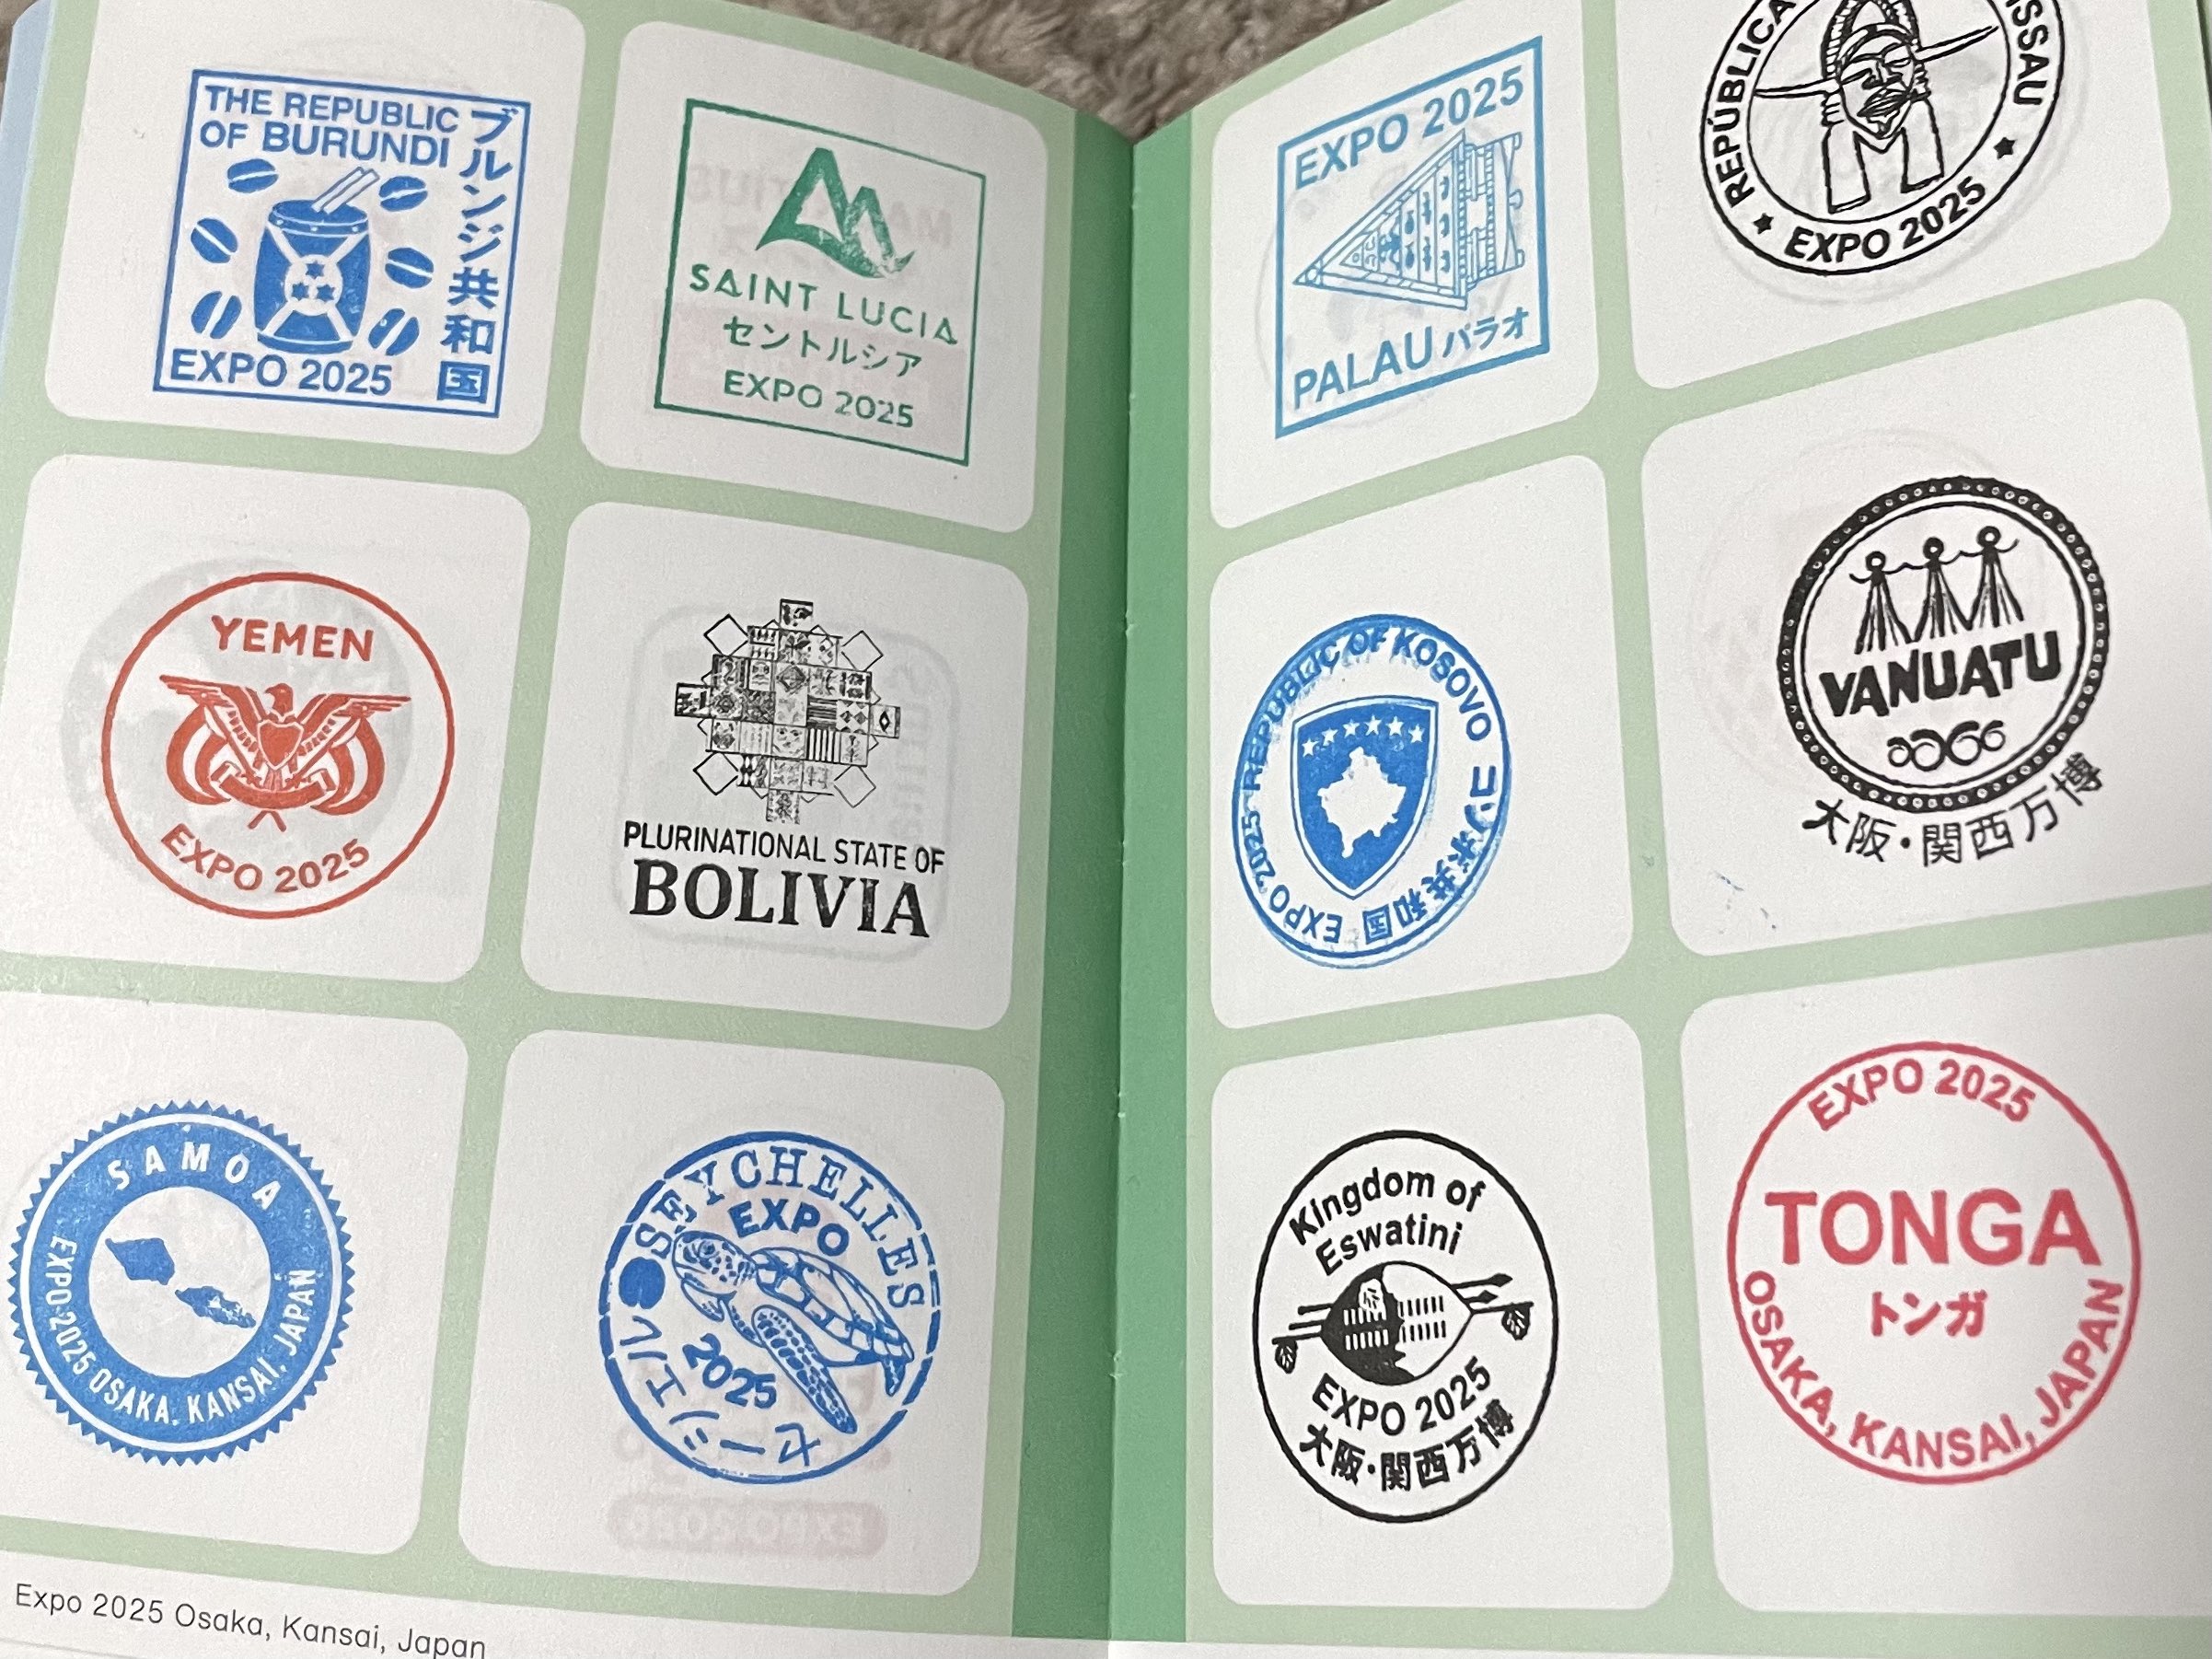 THE REPUBLIC
OF BURUNDI
ブルンジ共和国
EXPO 2025
SAINT LUCIA
セントルシア
EXPO 2025
YEMEN
EXPO 2025
PLURINATIONAL STATE OF
BOLIVIA
SAMOA
EXPO 2025 OSAKA, KANSAI, JAPAN
SEYCHELLES
EXPO
2025
セーシェル
Expo 2025 Osaka, Kansai, Japan
EXPO 2025
PALAU パラオ
REPÚBLICA
ISSAU
★ EXPO 2025 ★
REPUBLIC OF KOSOVO
コソボ共和国
EXPO 2025
VANUATU
大阪・関西万博
Kingdom of
Eswatini
EXPO 2025
大阪・関西万博
EXPO 2025
TONGA
トンガ
OSAKA, KANSAI, JAPAN